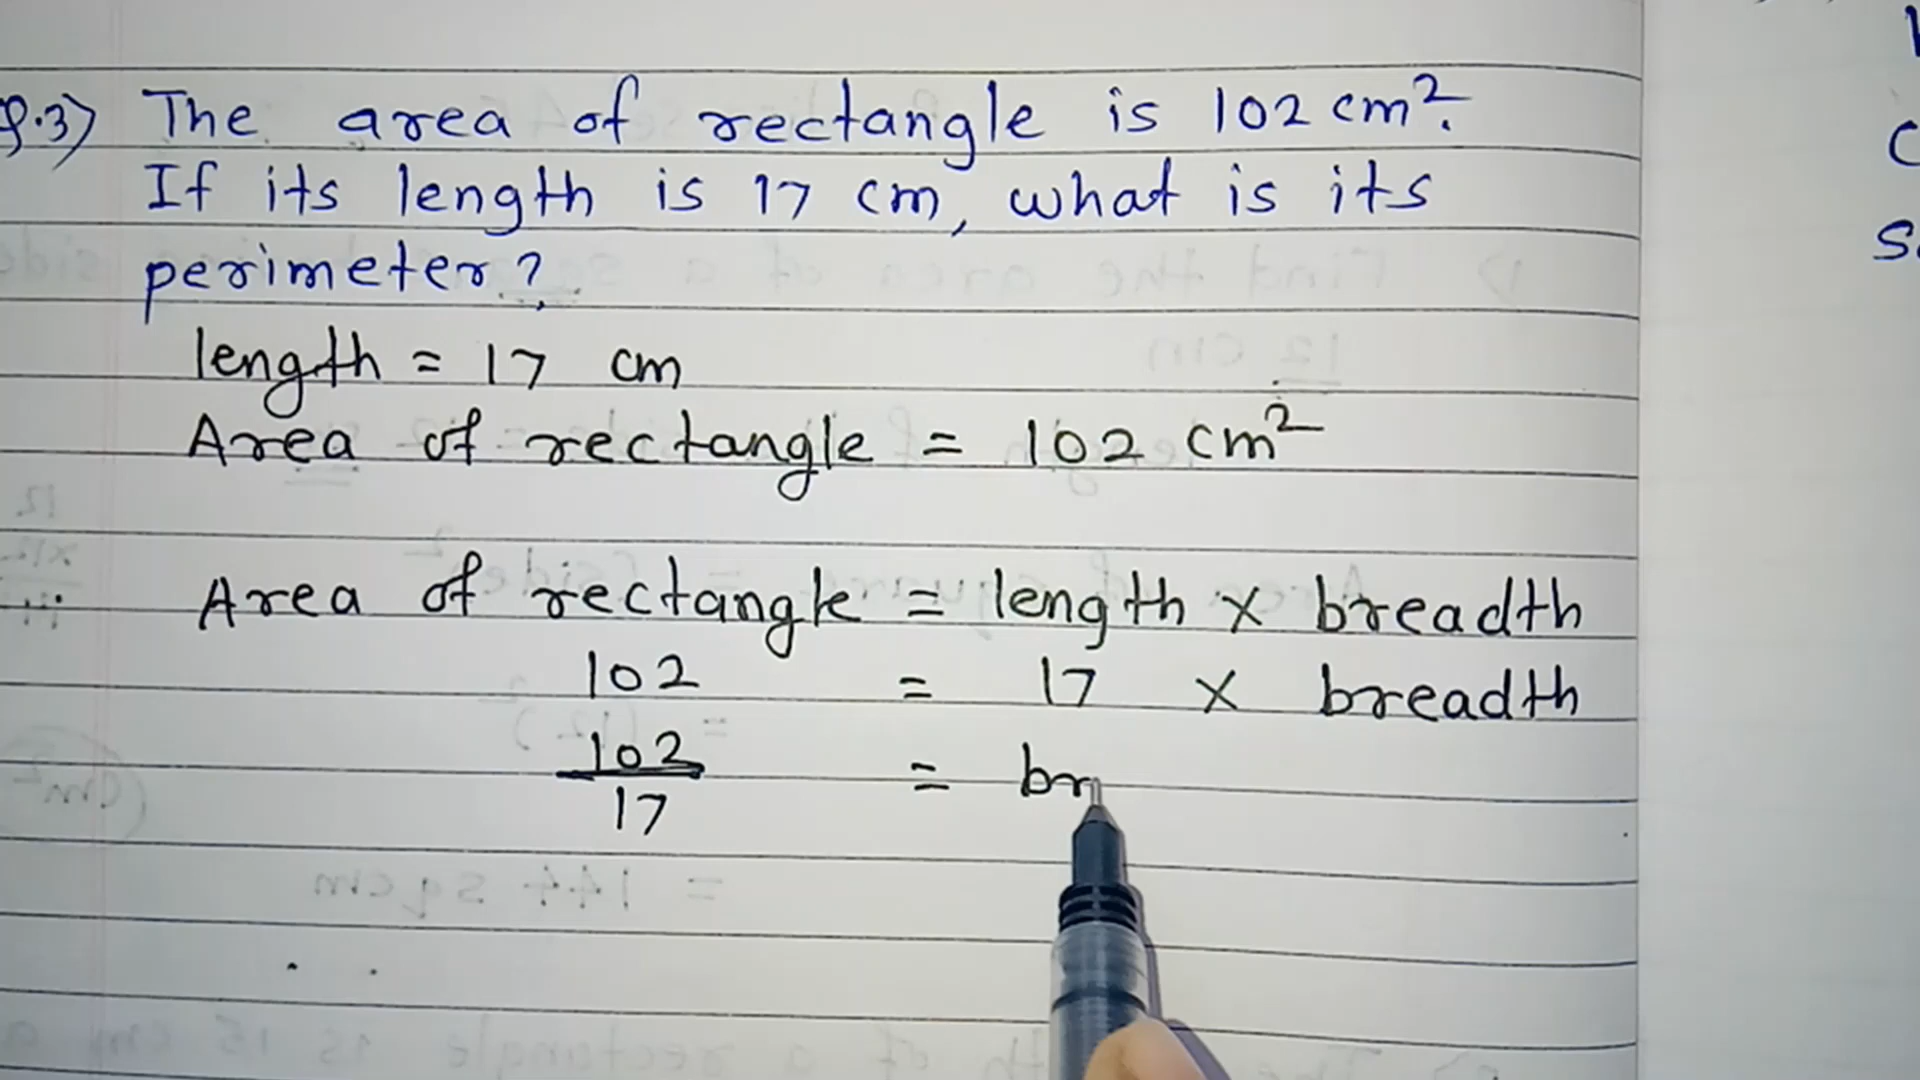 Q.3) The area of rectangle is 102 cm².
If its length is 17 cm, what is its
perimeter?
length = 17 cm
Area of rectangle = 102 cm²
Area of rectangle = length × breadth
102 = 17 × breadth
102/17 = br